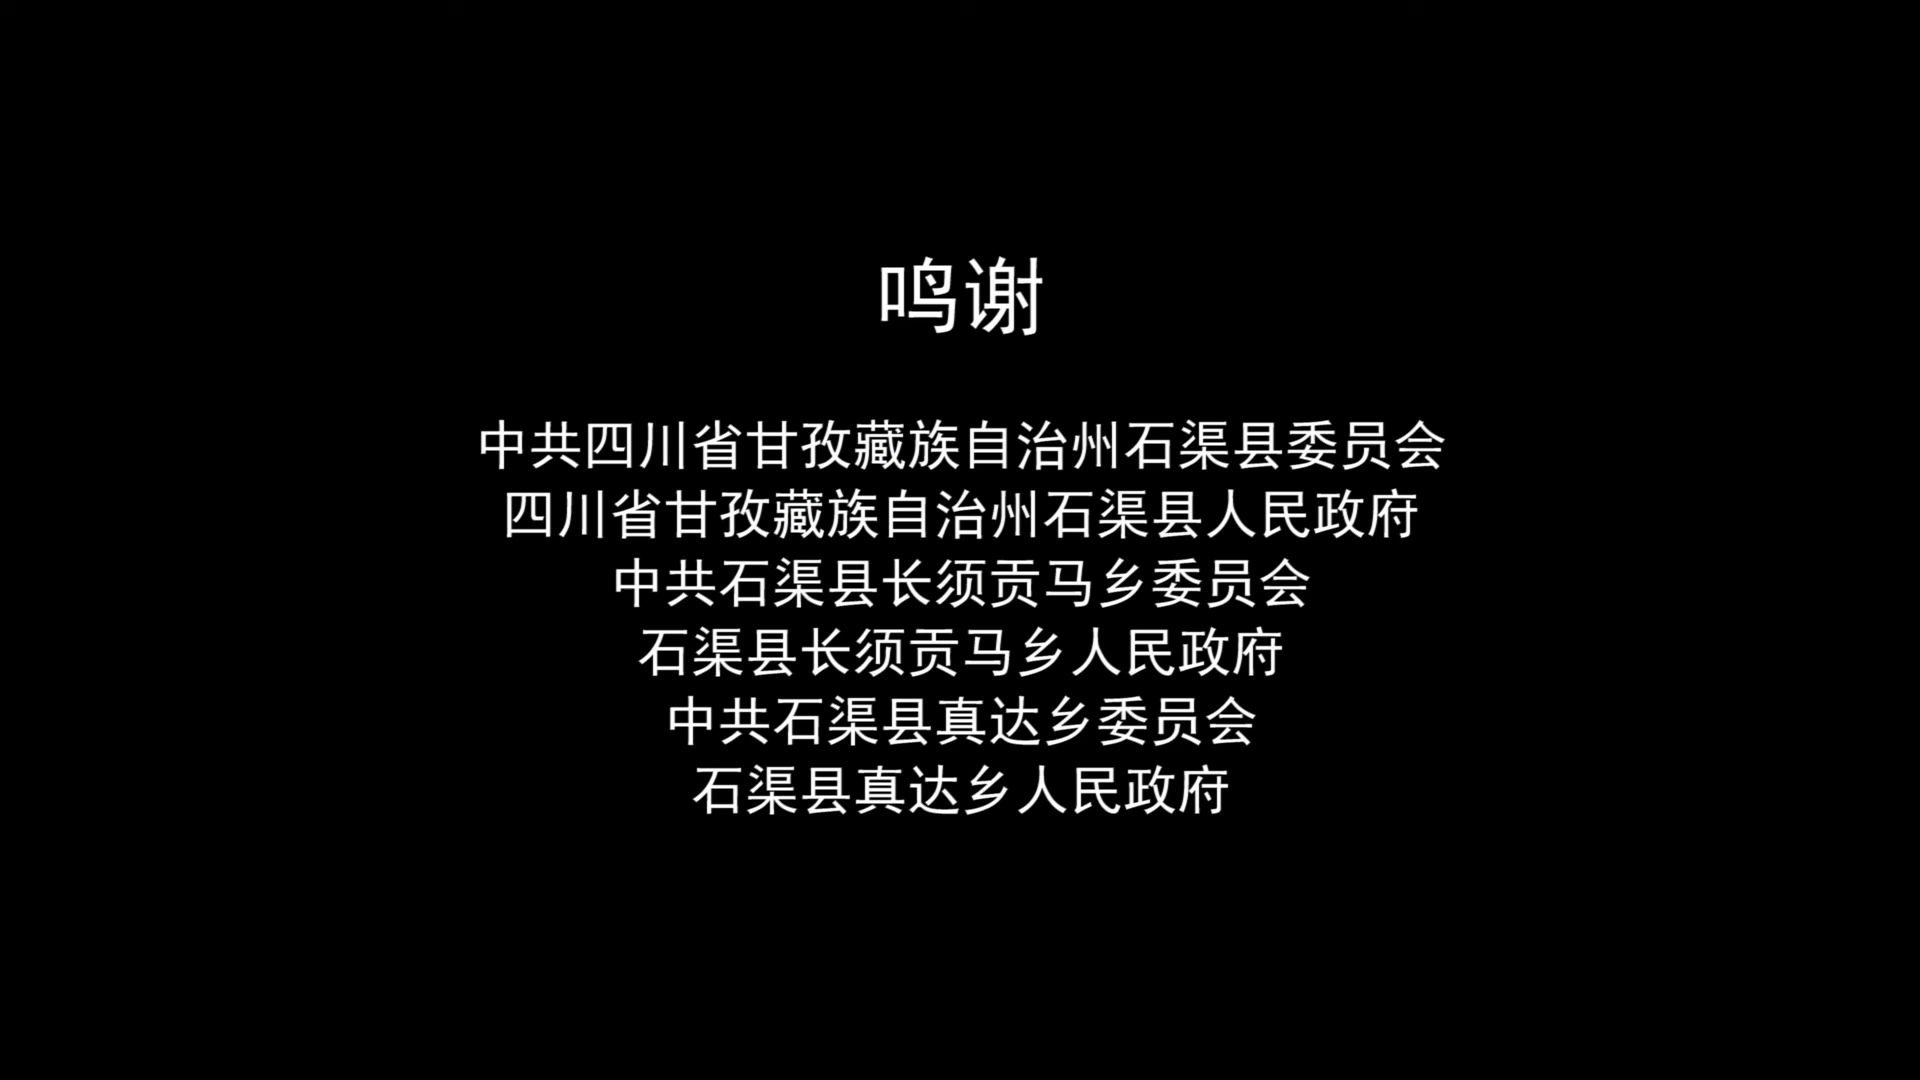 鸣谢
中共四川省甘孜藏族自治州石渠县委员会
四川省甘孜藏族自治州石渠县人民政府
中共石渠县长须贡马乡委员会
石渠县长须贡马乡人民政府
中共石渠县真达乡委员会
石渠县真达乡人民政府